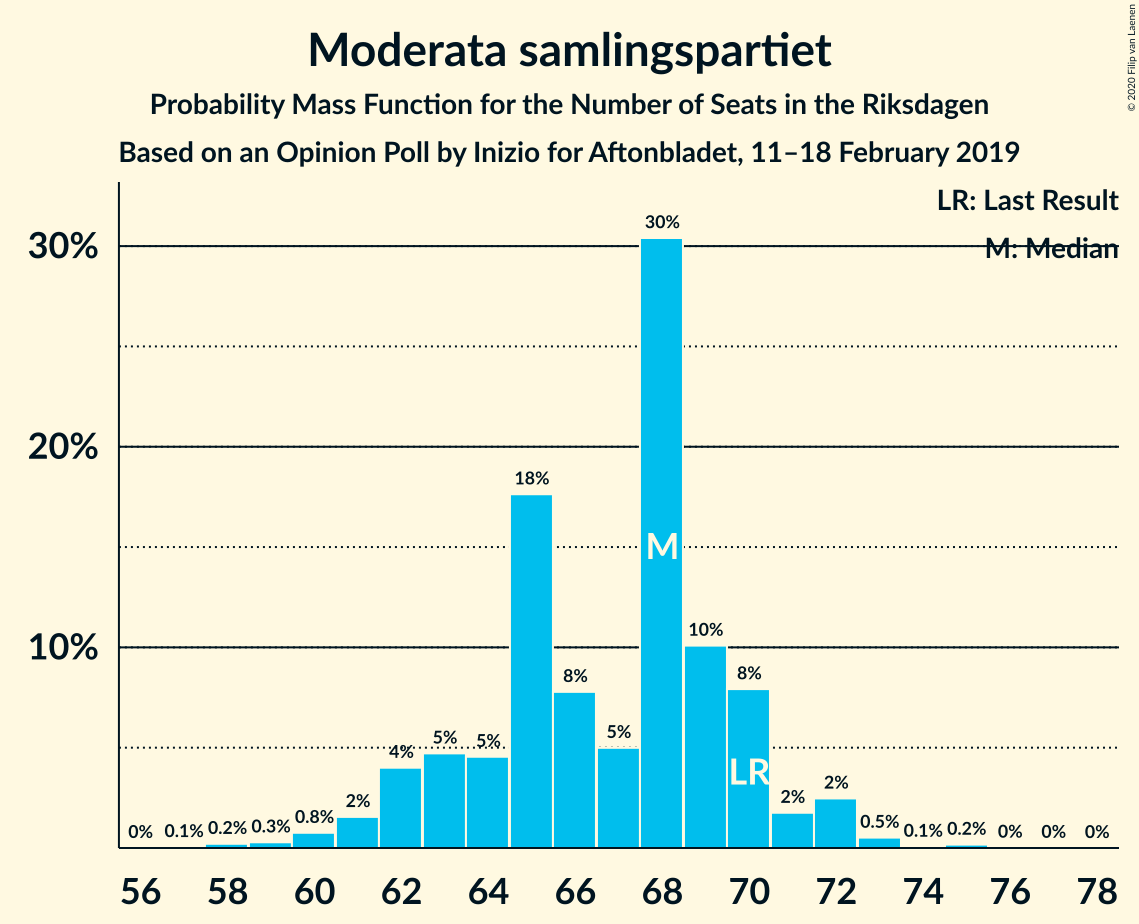 Moderata samlingspartiet
Probability Mass Function for the Number of Seats in the Riksdagen
Based on an Opinion Poll by Inizio for Aftonbladet, 11–18 February 2019
© 2020 Filip van Laenen
LR: Last Result
M: Median
30%
20%
10%
0% 0.1% 0.2% 0.3% 0.8% 2% 4% 5% 5% 18% 8% 5% 30% 10% 8% 2% 2% 0.5% 0.1% 0.2% 0% 0% 0%
M
LR
56 58 60 62 64 66 68 70 72 74 76 78